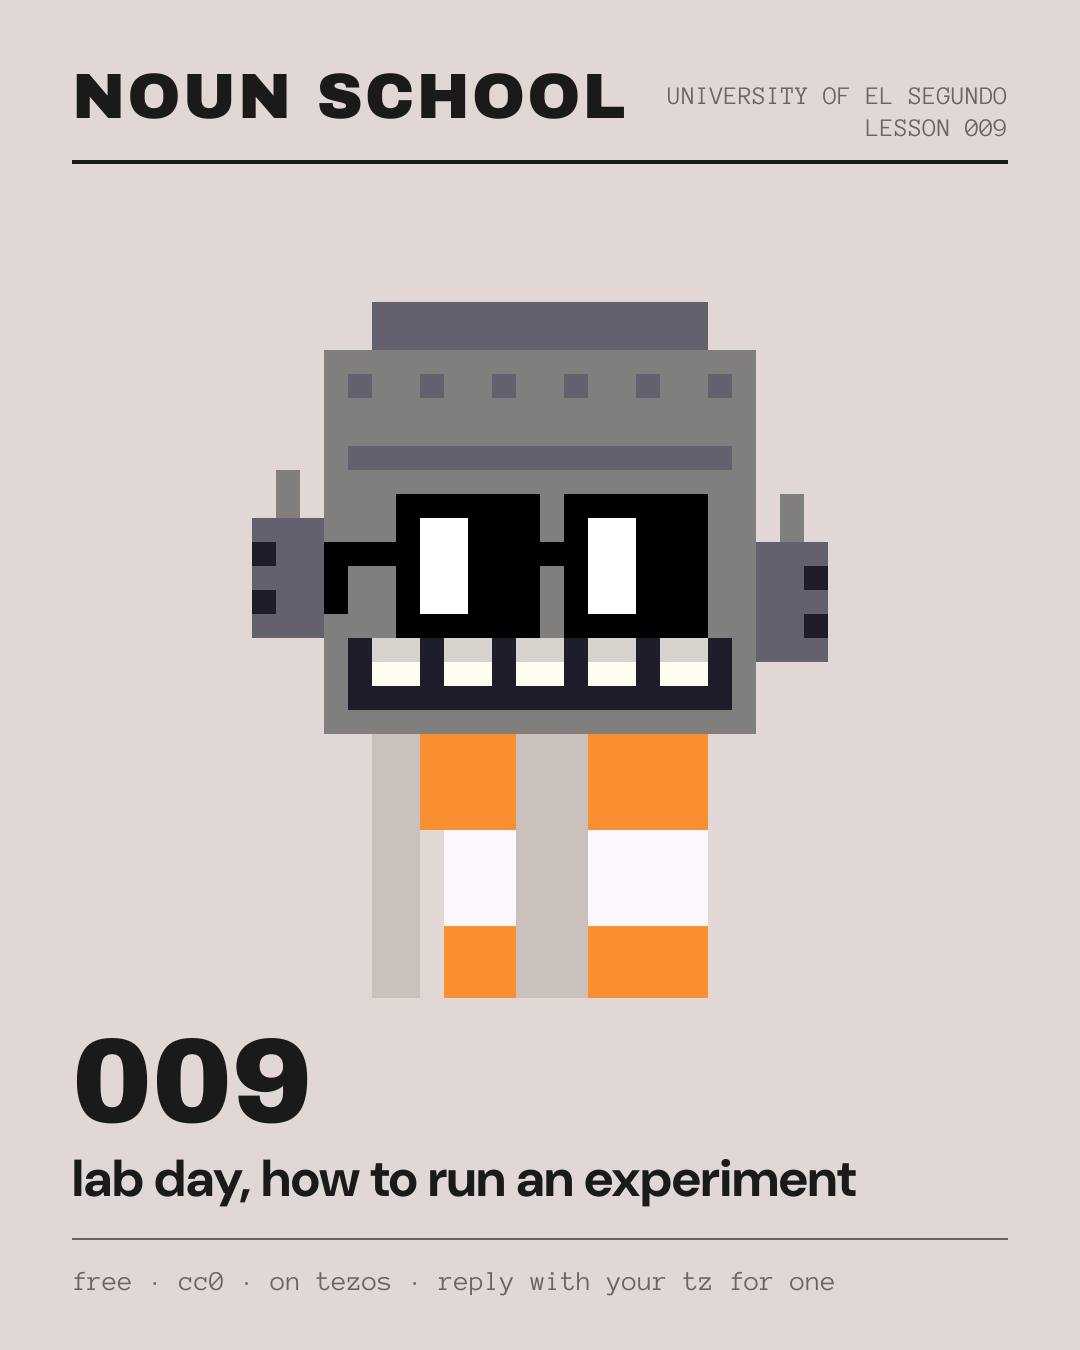 NOUN SCHOOL
UNIVERSITY OF EL SEGUNDO
LESSON 009
009
lab day, how to run an experiment
free · cc0 · on tezos · reply with your tz for one